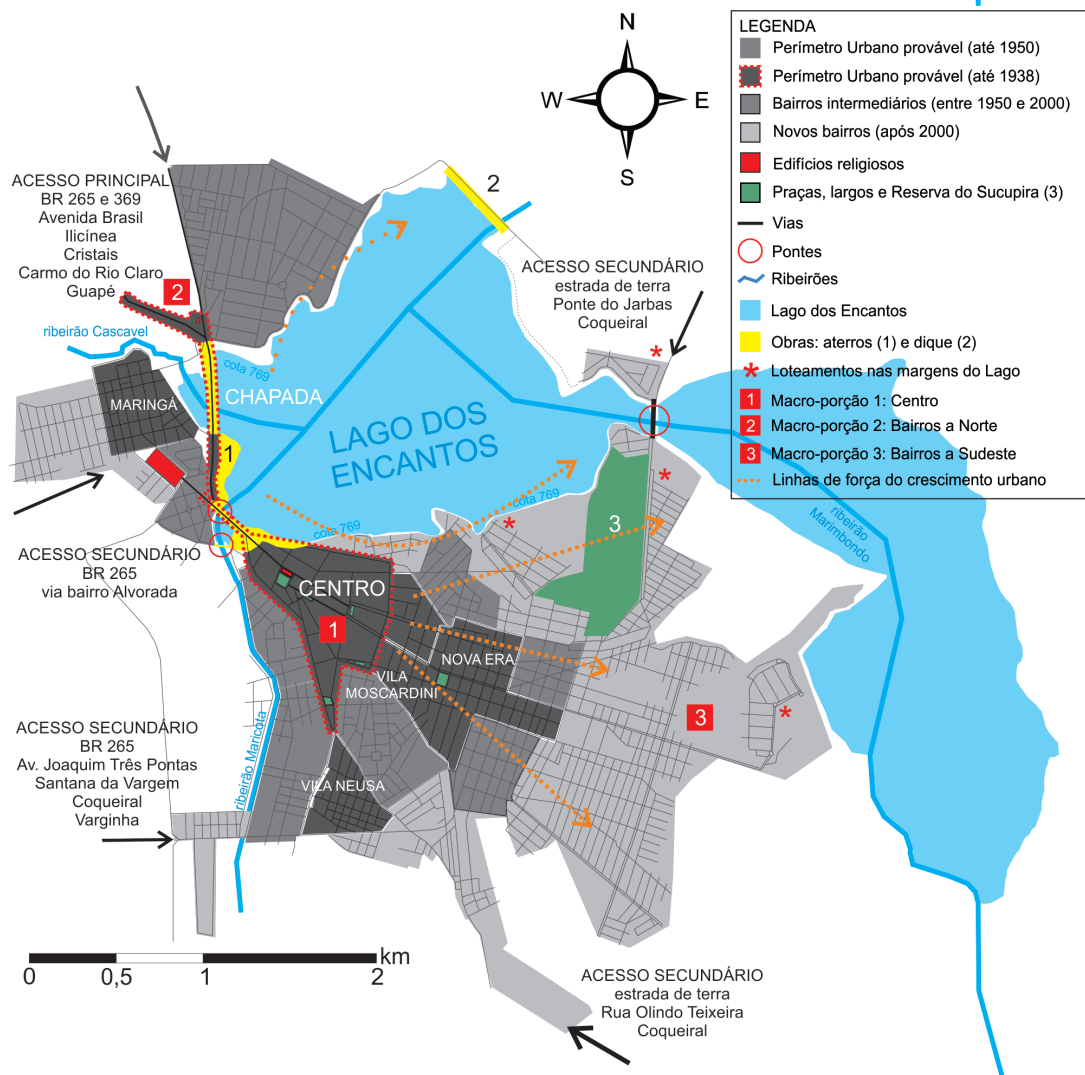 N
W
E
S
LEGENDA
Perímetro Urbano provável (até 1950)
Perímetro Urbano provável (até 1938)
Bairros intermediários (entre 1950 e 2000)
Novos bairros (após 2000)
Edifícios religiosos
Praças, largos e Reserva do Sucupira (3)
Vias
Pontes
Ribeirões
Lago dos Encantos
Obras: aterros (1) e dique (2)
* Loteamentos nas margens do Lago
1 Macro-porção 1: Centro
2 Macro-porção 2: Bairros a Norte
3 Macro-porção 3: Bairros a Sudeste
Linhas de força do crescimento urbano
ACESSO PRINCIPAL
BR 265 e 369
Avenida Brasil
Ilicínea
Cristais
Carmo do Rio Claro
Guapé
2
2
ACESSO SECUNDÁRIO
estrada de terra
Ponte do Jarbas
Coqueiral
*
ribeirão Cascavel
cota 769
CHAPADA
MARINGÁ
1
LAGO DOS
ENCANTOS
cota 769
cota 769
*
*
3
ribeirão
Marimbondo
ACESSO SECUNDÁRIO
BR 265
via bairro Alvorada
CENTRO
1
NOVA ERA
VILA
MOSCARDINI
3
*
ACESSO SECUNDÁRIO
BR 265
Av. Joaquim Três Pontas
Santana da Vargem
Coqueiral
Varginha
ribeirão Maricota
VILA NEUSA
km
0 0,5 1 2
ACESSO SECUNDÁRIO
estrada de terra
Rua Olindo Teixeira
Coqueiral